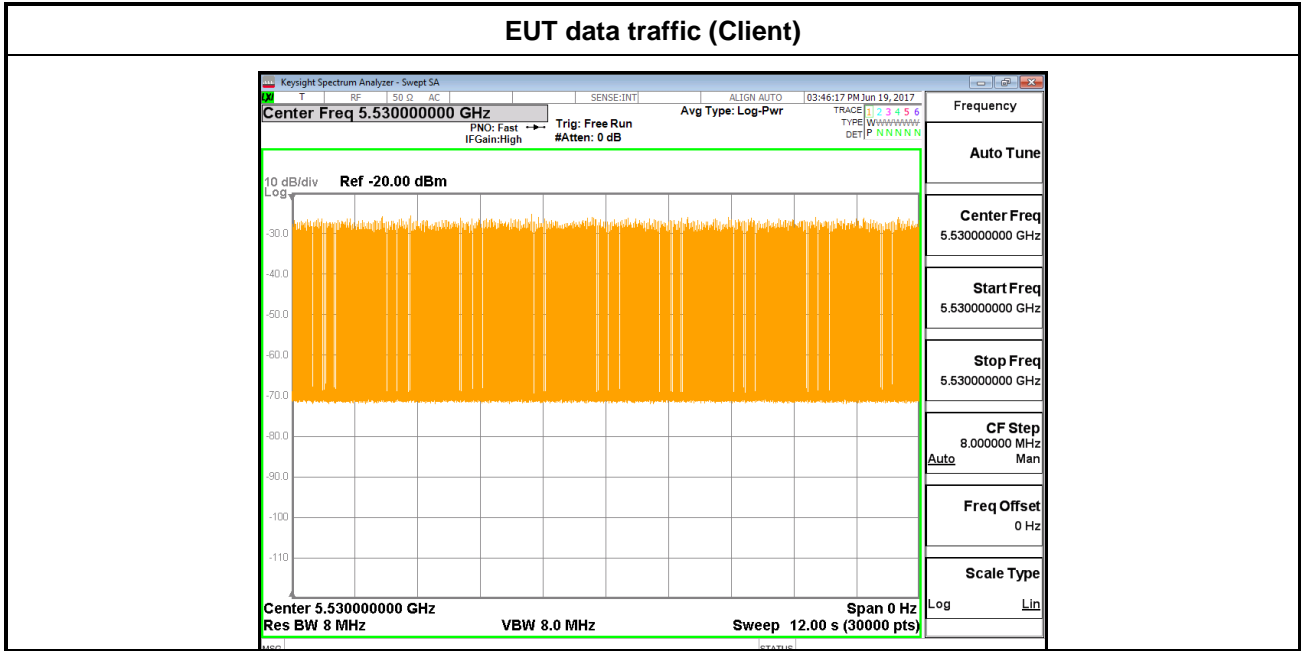 EUT data traffic (Client)
Keysight Spectrum Analyzer - Swept SA
LXI T RF 50 Ω AC SENSE:INT ALIGN AUTO 03:46:17 PM Jun 19, 2017
Center Freq 5.530000000 GHz
PNO: Fast
IFGain:High
Trig: Free Run
#Atten: 0 dB
Avg Type: Log-Pwr
TRACE 1 2 3 4 5 6
TYPE WWWWWW
DET P N N N N N
10 dB/div Ref -20.00 dBm
Log
-30.0
-40.0
-50.0
-60.0
-70.0
-80.0
-90.0
-100
-110
Center 5.530000000 GHz Span 0 Hz
Res BW 8 MHz VBW 8.0 MHz Sweep 12.00 s (30000 pts)
MSG STATUS
Frequency
Auto Tune
Center Freq
5.530000000 GHz
Start Freq
5.530000000 GHz
Stop Freq
5.530000000 GHz
CF Step
8.000000 MHz
Auto Man
Freq Offset
0 Hz
Scale Type
Log Lin